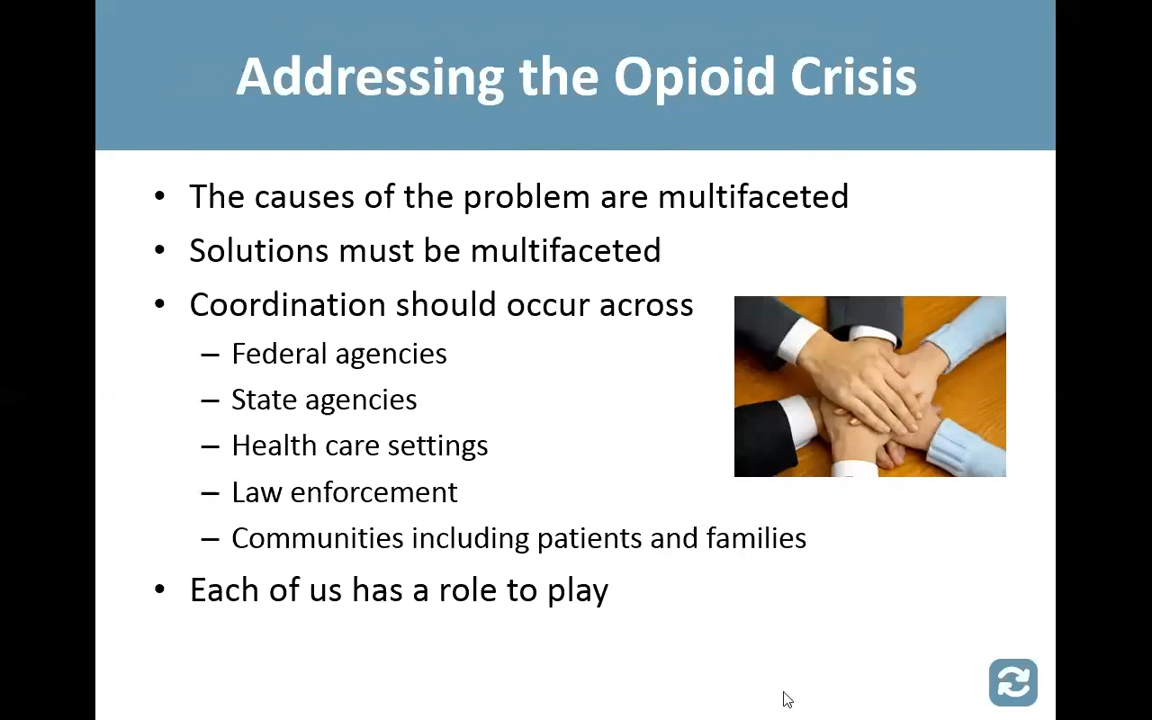 Addressing the Opioid Crisis
• The causes of the problem are multifaceted
• Solutions must be multifaceted
• Coordination should occur across
– Federal agencies
– State agencies
– Health care settings
– Law enforcement
– Communities including patients and families
• Each of us has a role to play